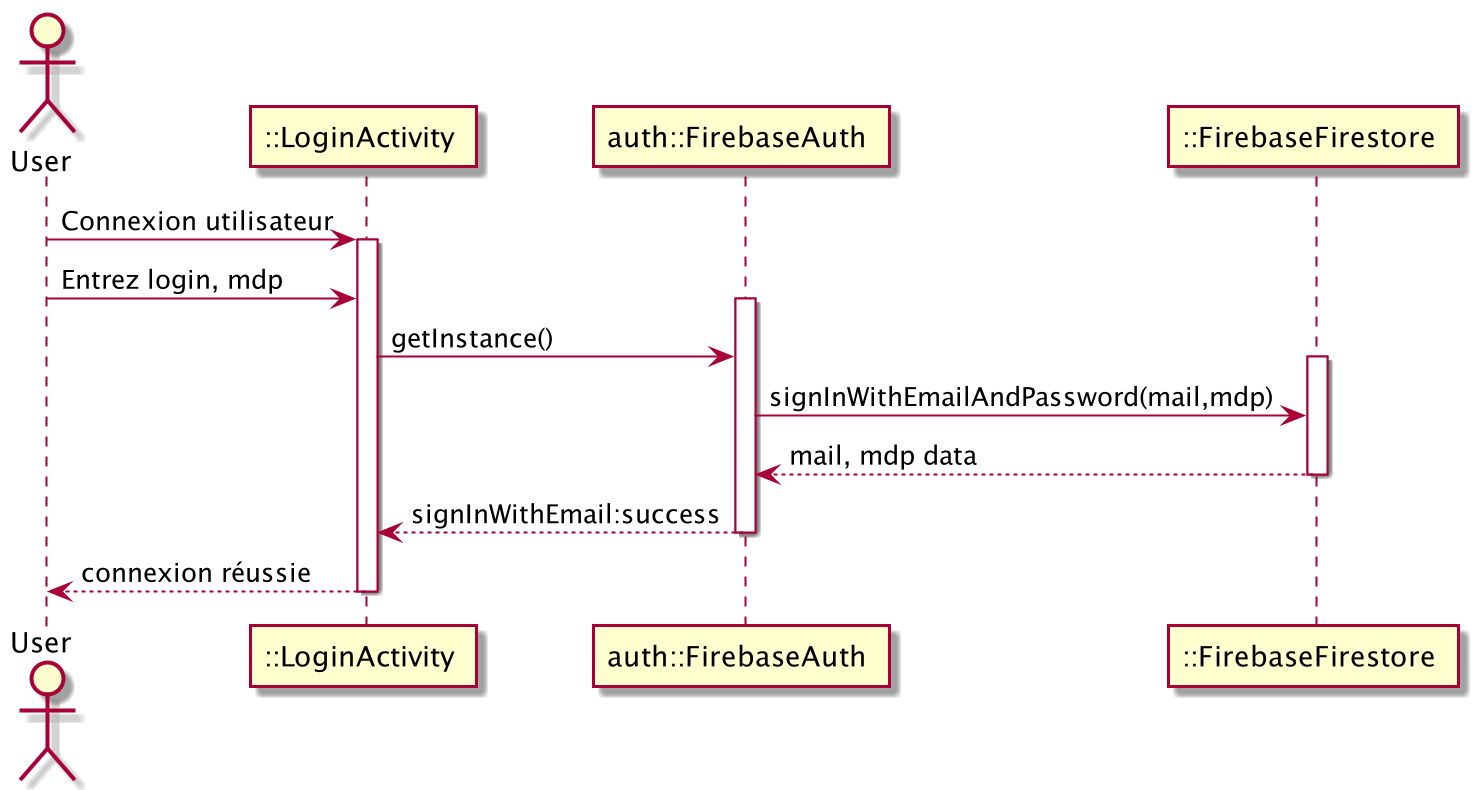 User
::LoginActivity
auth::FirebaseAuth
::FirebaseFirestore
Connexion utilisateur
Entrez login, mdp
getInstance()
signInWithEmailAndPassword(mail,mdp)
mail, mdp data
signInWithEmail:success
connexion réussie
User
::LoginActivity
auth::FirebaseAuth
::FirebaseFirestore